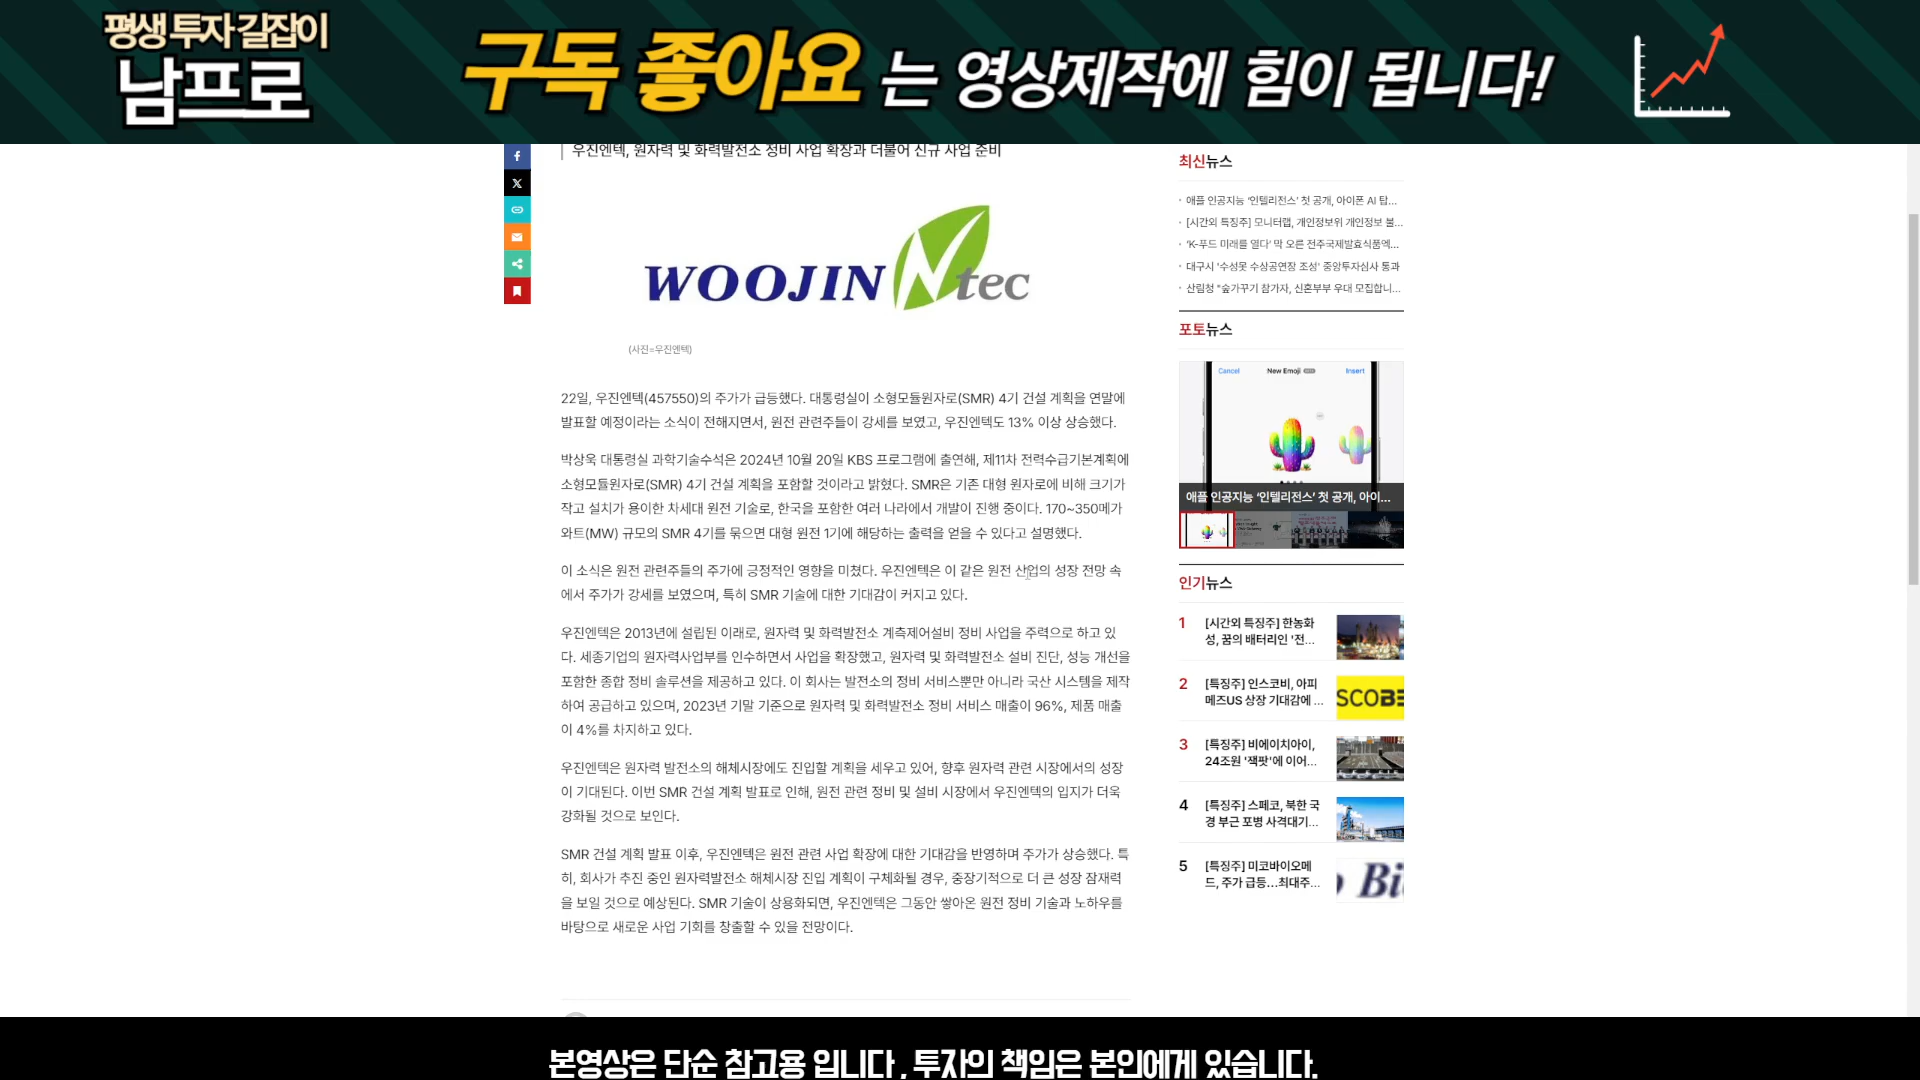 평생 투자 길잡이
남프로
구독 좋아요 는 영상제작에 힘이 됩니다!
우진엔텍, 원자력 및 화력발전소 정비 사업 확장과 더불어 신규 사업 준비
WOOJIN Ntec
(사진=우진엔텍)
22일, 우진엔텍(457550)의 주가가 급등했다. 대통령실이 소형모듈원자로(SMR) 4기 건설 계획을 연말에
발표할 예정이라는 소식이 전해지면서, 원전 관련주들이 강세를 보였고, 우진엔텍도 13% 이상 상승했다.
박상욱 대통령실 과학기술수석은 2024년 10월 20일 KBS 프로그램에 출연해, 제11차 전력수급기본계획에
소형모듈원자로(SMR) 4기 건설 계획을 포함할 것이라고 밝혔다. SMR은 기존 대형 원자로에 비해 크기가
작고 설치가 용이한 차세대 원전 기술로, 한국을 포함한 여러 나라에서 개발이 진행 중이다. 170~350메가
와트(MW) 규모의 SMR 4기를 묶으면 대형 원전 1기에 해당하는 출력을 얻을 수 있다고 설명했다.
이 소식은 원전 관련주들의 주가에 긍정적인 영향을 미쳤다. 우진엔텍은 이 같은 원전 산업의 성장 전망 속
에서 주가가 강세를 보였으며, 특히 SMR 기술에 대한 기대감이 커지고 있다.
우진엔텍은 2013년에 설립된 이래로, 원자력 및 화력발전소 계측제어설비 정비 사업을 주력으로 하고 있
다. 세종기업의 원자력사업부를 인수하면서 사업을 확장했고, 원자력 및 화력발전소 설비 진단, 성능 개선을
포함한 종합 정비 솔루션을 제공하고 있다. 이 회사는 발전소의 정비 서비스뿐만 아니라 국산 시스템을 제작
하여 공급하고 있으며, 2023년 기말 기준으로 원자력 및 화력발전소 정비 서비스 매출이 96%, 제품 매출
이 4%를 차지하고 있다.
우진엔텍은 원자력 발전소의 해체시장에도 진입할 계획을 세우고 있어, 향후 원자력 관련 시장에서의 성장
이 기대된다. 이번 SMR 건설 계획 발표로 인해, 원전 관련 정비 및 설비 시장에서 우진엔텍의 입지가 더욱
강화될 것으로 보인다.
SMR 건설 계획 발표 이후, 우진엔텍은 원전 관련 사업 확장에 대한 기대감을 반영하며 주가가 상승했다. 특
히, 회사가 추진 중인 원자력발전소 해체시장 진입 계획이 구체화될 경우, 중장기적으로 더 큰 성장 잠재력
을 보일 것으로 예상된다. SMR 기술이 상용화되면, 우진엔텍은 그동안 쌓아온 원전 정비 기술과 노하우를
바탕으로 새로운 사업 기회를 창출할 수 있을 전망이다.
최신뉴스
애플 인공지능 ‘인텔리전스’ 첫 공개, 아이폰 AI 탑...
[시간외 특징주] 모니터랩, 개인정보위 개인정보 불...
‘K-푸드 미래를 열다’ 막 오른 전주국제발효식품엑...
대구시 '수성못 수상공연장 조성' 중앙투자심사 통과
산림청 "숲가꾸기 참가자, 신혼부부 우대 모집합니...
포토뉴스
Cancel New Emoji Insert
애플 인공지능 ‘인텔리전스’ 첫 공개, 아이...
인기뉴스
1 [시간외 특징주] 한농화
성, 꿈의 배터리인 '전...
2 [특징주] 인스코비, 아피
메즈US 상장 기대감에 ...
SCOBE
3 [특징주] 비에이치아이,
24조원 '잭팟'에 이어...
4 [특징주] 스페코, 북한 국
경 부근 포병 사격대기...
5 [특징주] 미코바이오메
드, 주가 급등...최대주...
Bi
본영상은 단순 참고용 입니다 , 투자의 책임은 본인에게 있습니다.